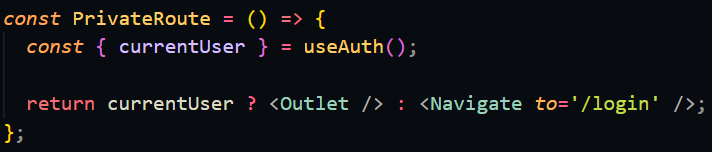 const PrivateRoute = () => {
  const { currentUser } = useAuth();

  return currentUser ? <Outlet /> : <Navigate to='/login' />;
};